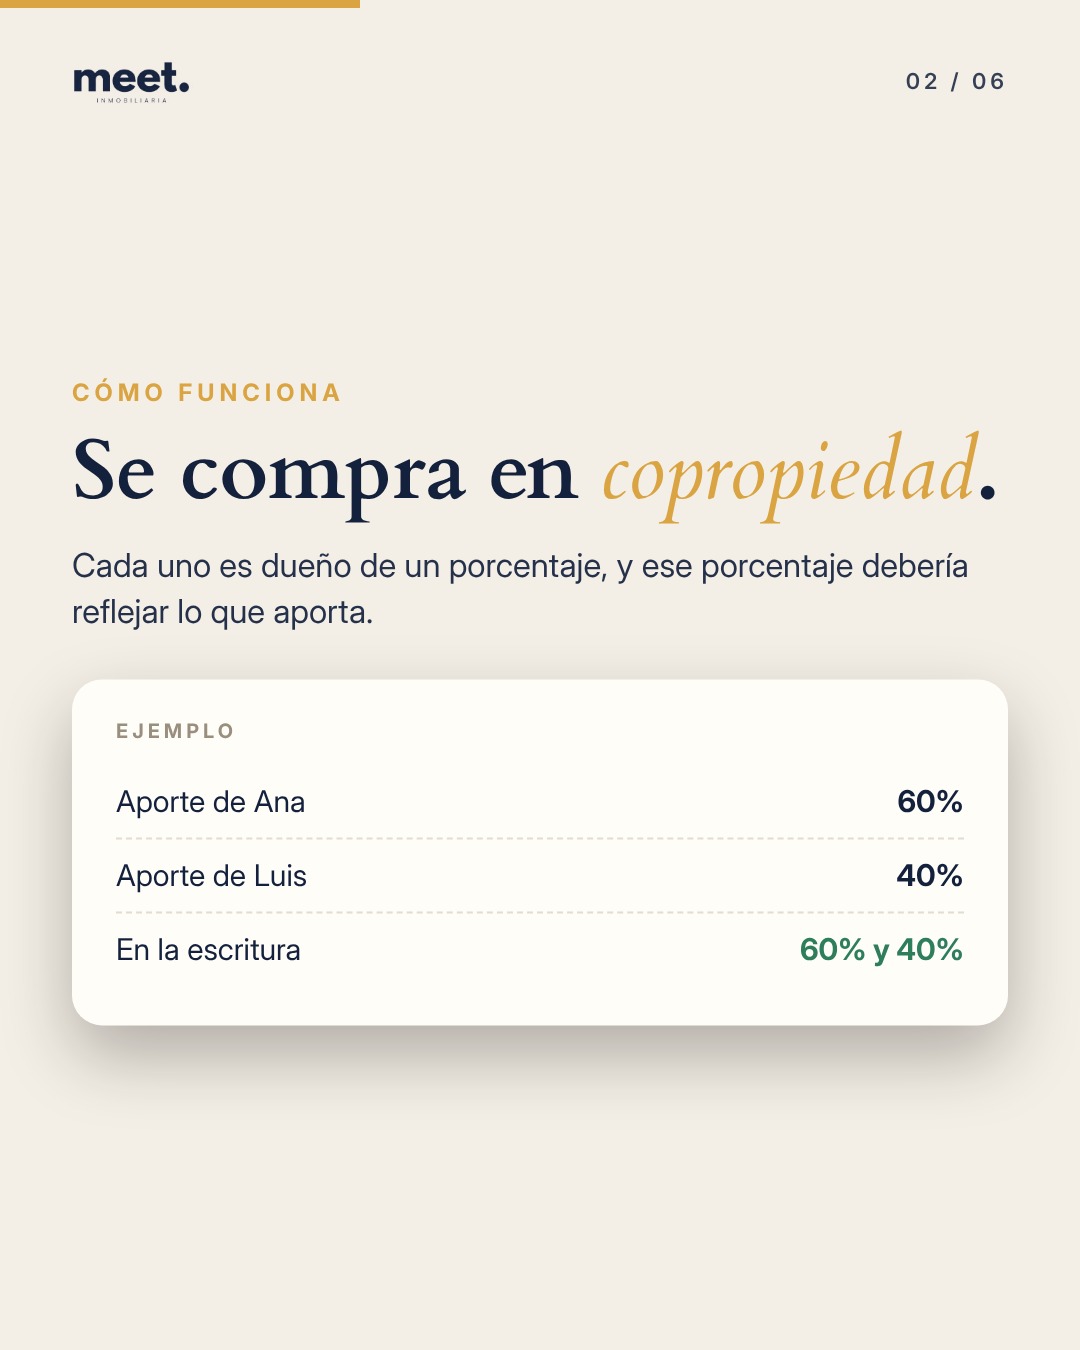 meet.
INMOBILIARIA
02 / 06
CÓMO FUNCIONA
Se compra en copropiedad.
Cada uno es dueño de un porcentaje, y ese porcentaje debería
reflejar lo que aporta.
EJEMPLO
Aporte de Ana 60%
Aporte de Luis 40%
En la escritura 60% y 40%